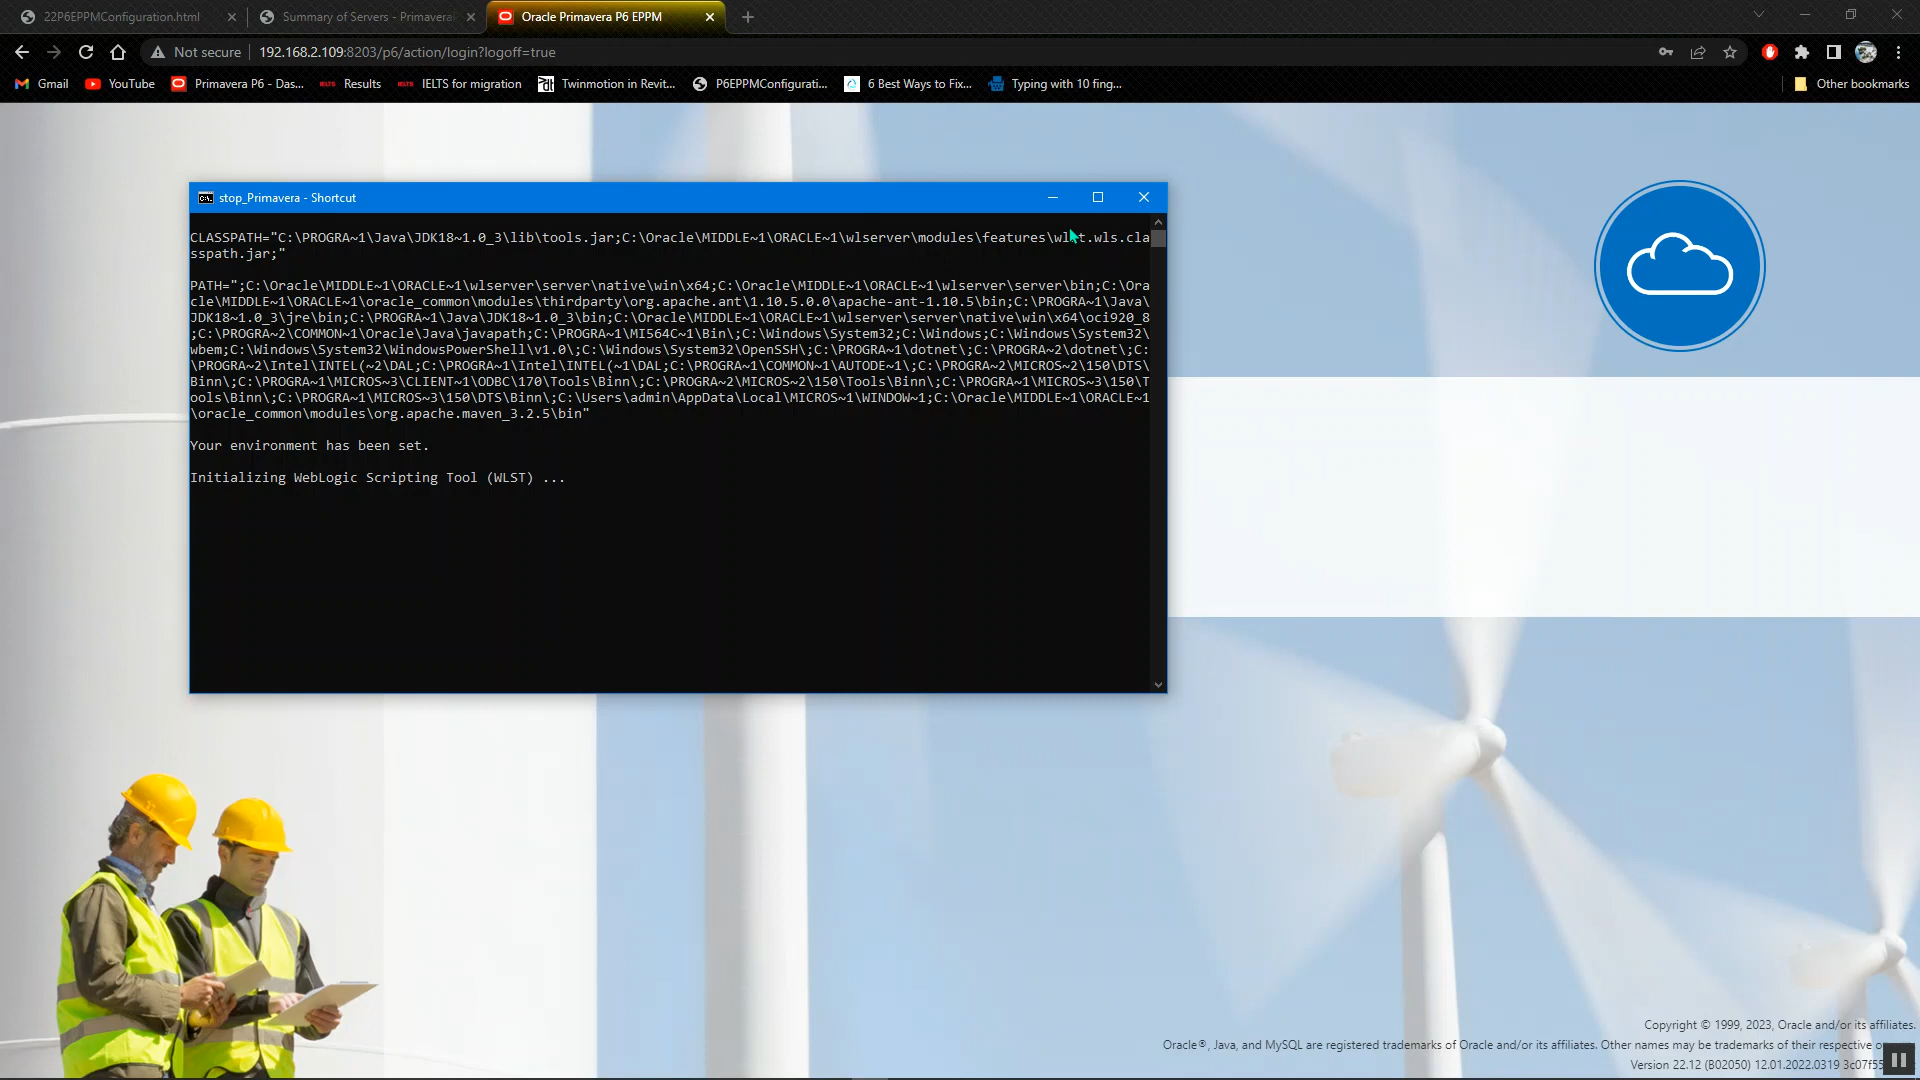 22P6EPPMConfiguration.html
Summary of Servers - Primavera
Oracle Primavera P6 EPPM
Not secure
192.168.2.109:8203/p6/action/login?logoff=true
Gmail
YouTube
Primavera P6 - Das...
Results
IELTS for migration
Twinmotion in Revit...
P6EPPMConfigurati...
6 Best Ways to Fix...
Typing with 10 fing...
Other bookmarks
stop_Primavera - Shortcut
CLASSPATH="C:\PROGRA~1\Java\JDK18~1.0_3\lib\tools.jar;C:\Oracle\MIDDLE~1\ORACLE~1\wlserver\modules\features\wlst.wls.cla
sspath.jar;"
PATH=";C:\Oracle\MIDDLE~1\ORACLE~1\wlserver\server\native\win\x64;C:\Oracle\MIDDLE~1\ORACLE~1\wlserver\server\bin;C:\Ora
cle\MIDDLE~1\ORACLE~1\oracle_common\modules\thirdparty\org.apache.ant\1.10.5.0.0\apache-ant-1.10.5\bin;C:\PROGRA~1\Java\
JDK18~1.0_3\jre\bin;C:\PROGRA~1\Java\JDK18~1.0_3\bin;C:\Oracle\MIDDLE~1\ORACLE~1\wlserver\server\native\win\x64\oci920_8
;C:\PROGRA~2\COMMON~1\Oracle\Java\javapath;C:\PROGRA~1\MI564C~1\Bin\;C:\Windows\System32;C:\Windows;C:\Windows\System32\
wbem;C:\Windows\System32\WindowsPowerShell\v1.0\;C:\Windows\System32\OpenSSH\;C:\PROGRA~1\dotnet\;C:\PROGRA~2\dotnet\;C:
\PROGRA~2\Intel\INTEL(~2\DAL;C:\PROGRA~1\Intel\INTEL(~1\DAL;C:\PROGRA~1\COMMON~1\AUTODE~1\;C:\PROGRA~2\MICROS~2\150\DTS\
Binn\;C:\PROGRA~1\MICROS~3\CLIENT~1\ODBC\170\Tools\Binn\;C:\PROGRA~2\MICROS~2\150\Tools\Binn\;C:\PROGRA~1\MICROS~3\150\T
ools\Binn\;C:\PROGRA~1\MICROS~3\150\DTS\Binn\;C:\Users\admin\AppData\Local\MICROS~1\WINDOW~1;C:\Oracle\MIDDLE~1\ORACLE~1
\oracle_common\modules\org.apache.maven_3.2.5\bin"
Your environment has been set.
Initializing WebLogic Scripting Tool (WLST) ...
Copyright © 1999, 2023, Oracle and/or its affiliates.
Oracle®, Java, and MySQL are registered trademarks of Oracle and/or its affiliates. Other names may be trademarks of their respective
Version 22.12 (B02050) 12.01.2022.0319